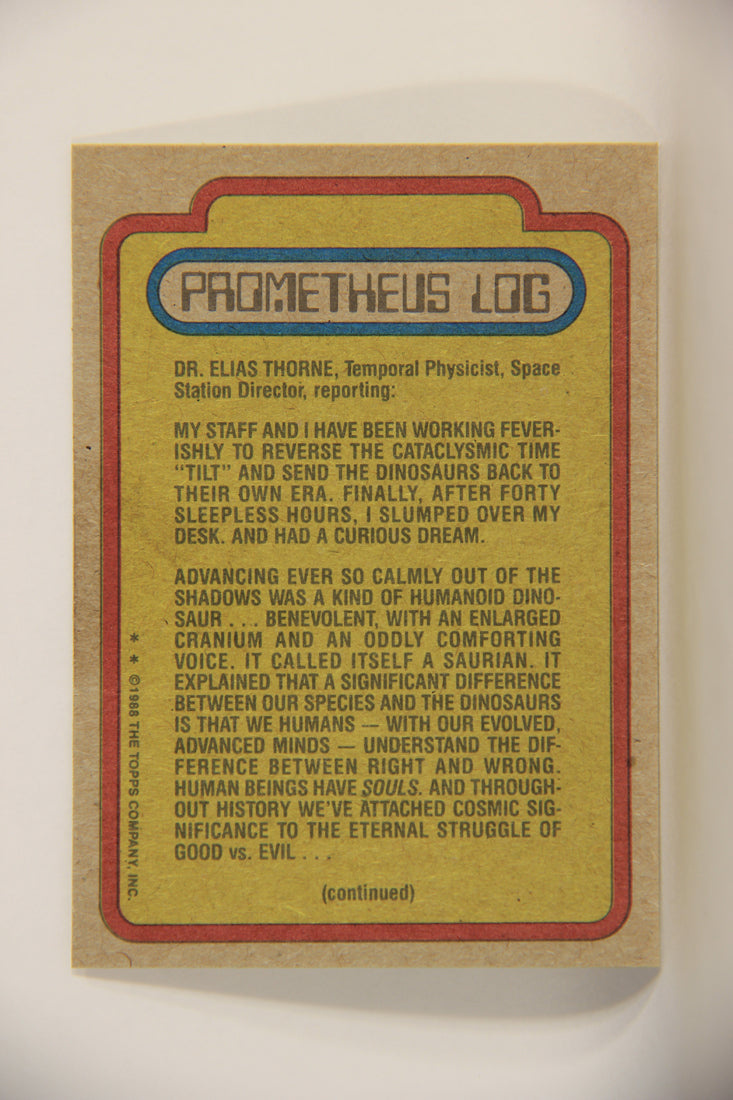 PROMETHEUS LOG
DR. ELIAS THORNE, Temporal Physicist, Space
Station Director, reporting:
MY STAFF AND I HAVE BEEN WORKING FEVER-
ISHLY TO REVERSE THE CATACLYSMIC TIME
“TILT” AND SEND THE DINOSAURS BACK TO
THEIR OWN ERA. FINALLY, AFTER FORTY
SLEEPLESS HOURS, I SLUMPED OVER MY
DESK. AND HAD A CURIOUS DREAM.
ADVANCING EVER SO CALMLY OUT OF THE
SHADOWS WAS A KIND OF HUMANOID DINO-
SAUR . . . BENEVOLENT, WITH AN ENLARGED
CRANIUM AND AN ODDLY COMFORTING
VOICE. IT CALLED ITSELF A SAURIAN. IT
EXPLAINED THAT A SIGNIFICANT DIFFERENCE
BETWEEN OUR SPECIES AND THE DINOSAURS
IS THAT WE HUMANS — WITH OUR EVOLVED,
ADVANCED MINDS — UNDERSTAND THE DIF-
FERENCE BETWEEN RIGHT AND WRONG.
HUMAN BEINGS HAVE SOULS. AND THROUGH-
OUT HISTORY WE’VE ATTACHED COSMIC SIG-
NIFICANCE TO THE ETERNAL STRUGGLE OF
GOOD vs. EVIL . . .
(continued)
* * ©1988 THE TOPPS COMPANY, INC.